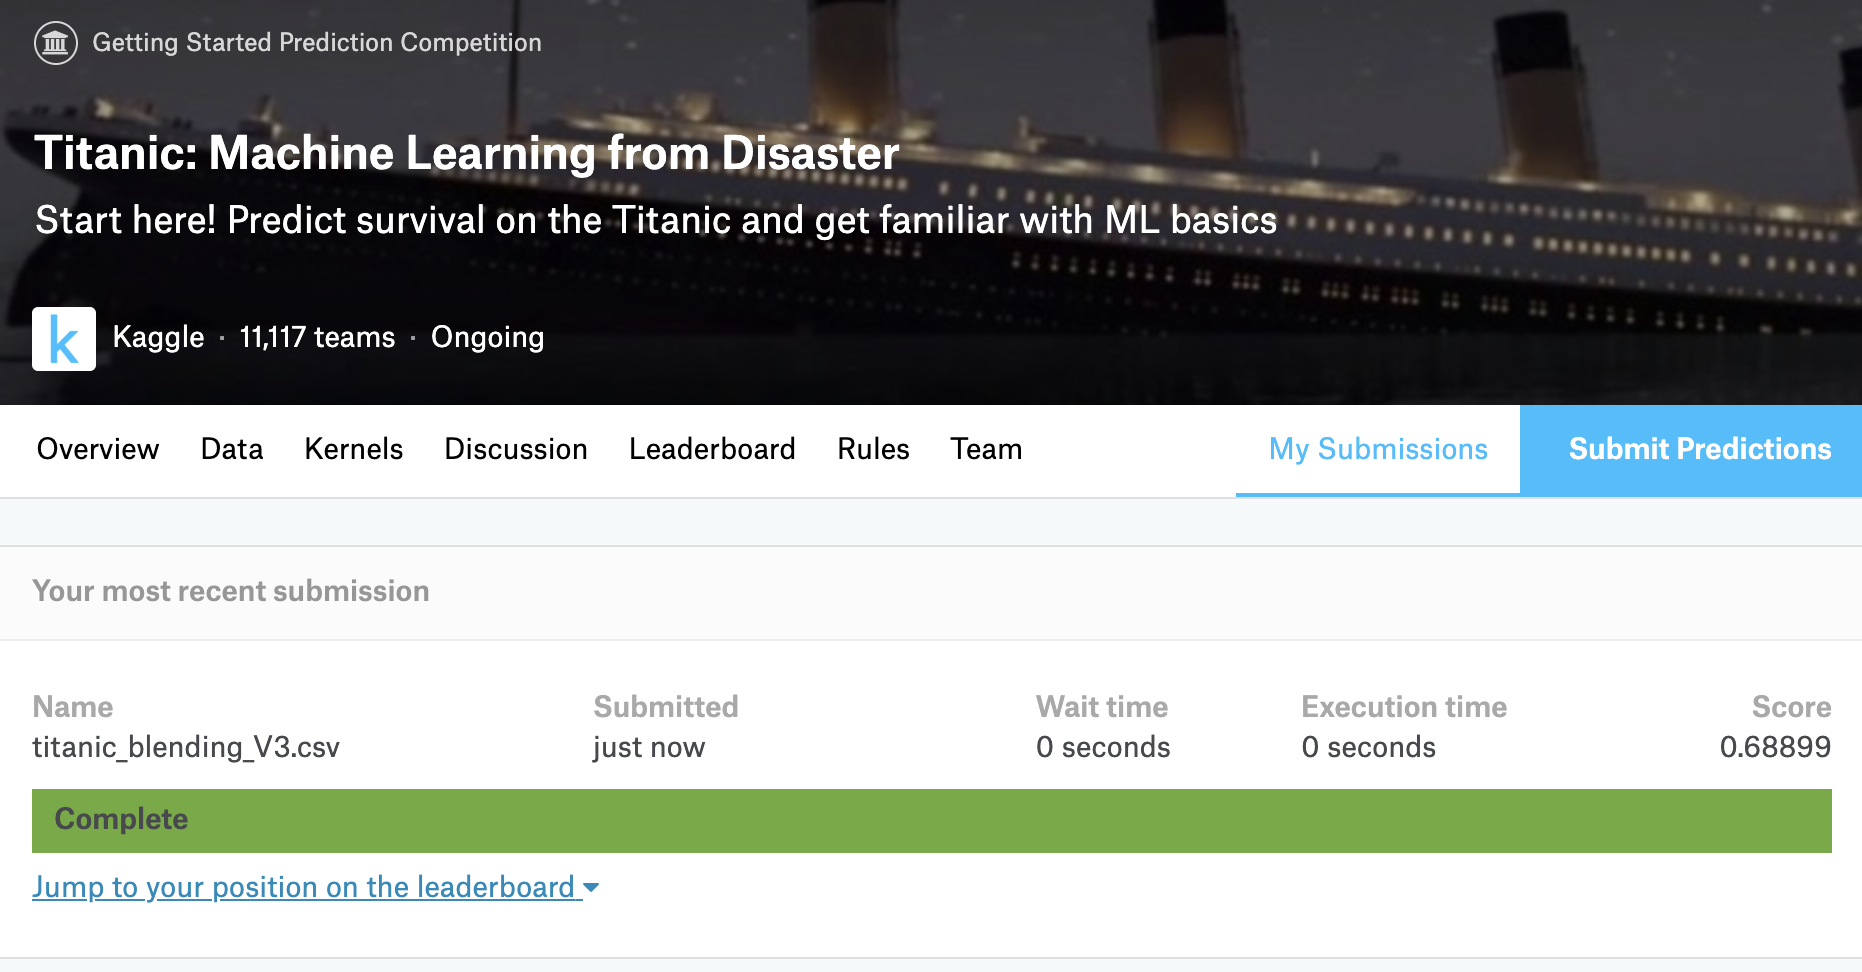 Getting Started Prediction Competition
Titanic: Machine Learning from Disaster
Start here! Predict survival on the Titanic and get familiar with ML basics
k
Kaggle · 11,117 teams · Ongoing
Overview Data Kernels Discussion Leaderboard Rules Team My Submissions Submit Predictions
Your most recent submission
Name Submitted Wait time Execution time Score
titanic_blending_V3.csv just now 0 seconds 0 seconds 0.68899
Complete
Jump to your position on the leaderboard